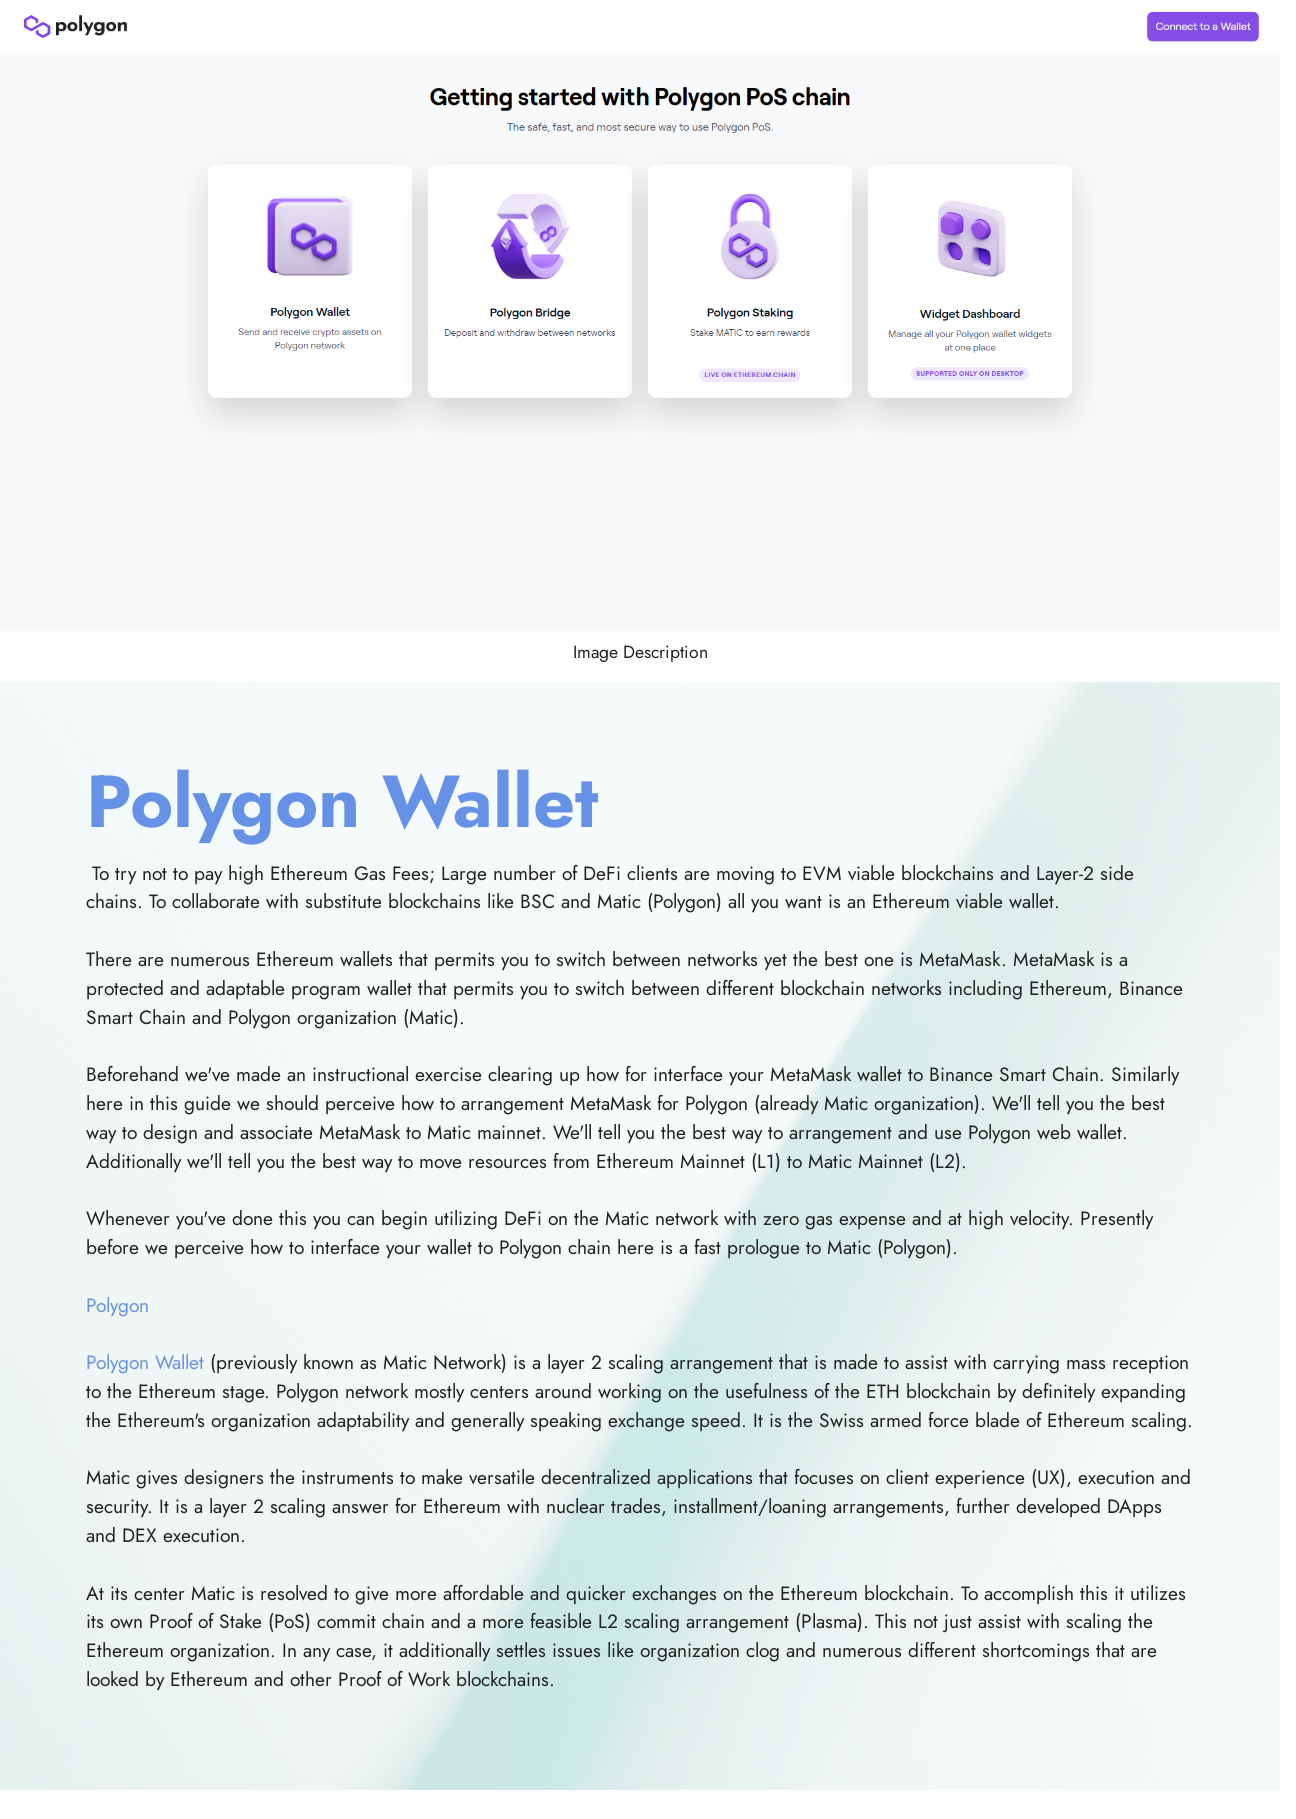 polygon
Connect to a Wallet
Getting started with Polygon PoS chain
The safe, fast, and most secure way to use Polygon PoS.
Polygon Wallet
Send and receive crypto assets on
Polygon network
Polygon Bridge
Deposit and withdraw between networks
Polygon Staking
Stake MATIC to earn rewards
LIVE ON ETHEREUM CHAIN
Widget Dashboard
Manage all your Polygon wallet widgets
at one place
SUPPORTED ONLY ON DESKTOP
Image Description
Polygon Wallet
To try not to pay high Ethereum Gas Fees; Large number of DeFi clients are moving to EVM viable blockchains and Layer-2 side
chains. To collaborate with substitute blockchains like BSC and Matic (Polygon) all you want is an Ethereum viable wallet.
There are numerous Ethereum wallets that permits you to switch between networks yet the best one is MetaMask. MetaMask is a
protected and adaptable program wallet that permits you to switch between different blockchain networks including Ethereum, Binance
Smart Chain and Polygon organization (Matic).
Beforehand we've made an instructional exercise clearing up how for interface your MetaMask wallet to Binance Smart Chain. Similarly
here in this guide we should perceive how to arrangement MetaMask for Polygon (already Matic organization). We'll tell you the best
way to design and associate MetaMask to Matic mainnet. We'll tell you the best way to arrangement and use Polygon web wallet.
Additionally we'll tell you the best way to move resources from Ethereum Mainnet (L1) to Matic Mainnet (L2).
Whenever you've done this you can begin utilizing DeFi on the Matic network with zero gas expense and at high velocity. Presently
before we perceive how to interface your wallet to Polygon chain here is a fast prologue to Matic (Polygon).
Polygon
Polygon Wallet (previously known as Matic Network) is a layer 2 scaling arrangement that is made to assist with carrying mass reception
to the Ethereum stage. Polygon network mostly centers around working on the usefulness of the ETH blockchain by definitely expanding
the Ethereum's organization adaptability and generally speaking exchange speed. It is the Swiss armed force blade of Ethereum scaling.
Matic gives designers the instruments to make versatile decentralized applications that focuses on client experience (UX), execution and
security. It is a layer 2 scaling answer for Ethereum with nuclear trades, installment/loaning arrangements, further developed DApps
and DEX execution.
At its center Matic is resolved to give more affordable and quicker exchanges on the Ethereum blockchain. To accomplish this it utilizes
its own Proof of Stake (PoS) commit chain and a more feasible L2 scaling arrangement (Plasma). This not just assist with scaling the
Ethereum organization. In any case, it additionally settles issues like organization clog and numerous different shortcomings that are
looked by Ethereum and other Proof of Work blockchains.